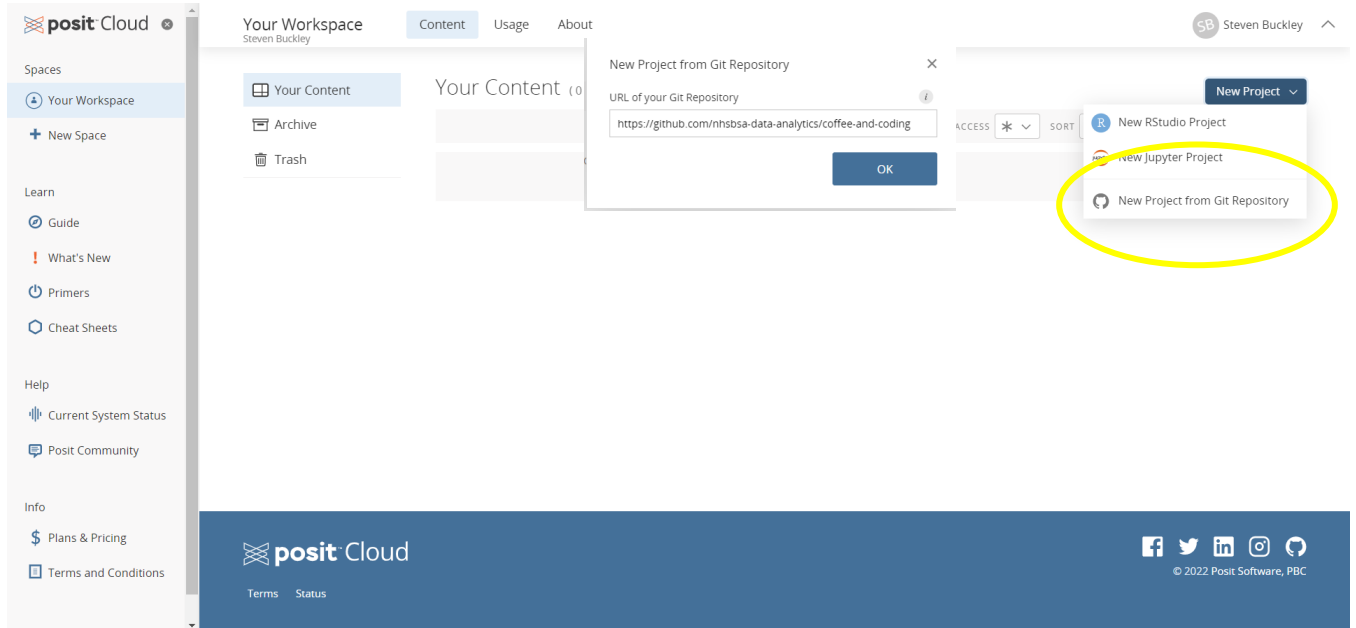 posit Cloud
Spaces
Your Workspace
New Space
Learn
Guide
What's New
Primers
Cheat Sheets
Help
Current System Status
Posit Community
Info
Plans & Pricing
Terms and Conditions
Your Workspace
Steven Buckley
Content Usage About
SB Steven Buckley
Your Content
Archive
Trash
Your Content (0
New Project from Git Repository
URL of your Git Repository
https://github.com/nhsbsa-data-analytics/coffee-and-coding
OK
ACCESS SORT
New Project
New RStudio Project
New Jupyter Project
New Project from Git Repository
posit Cloud
Terms Status
© 2022 Posit Software, PBC